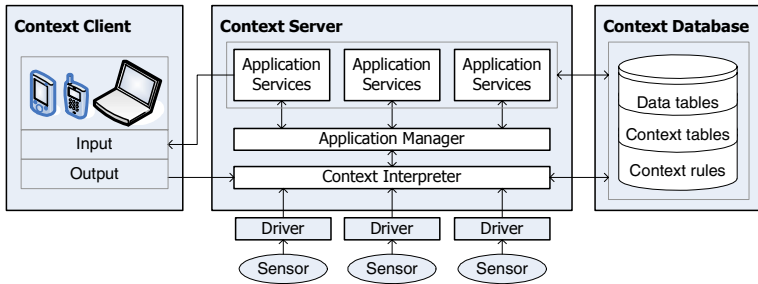 Context Client
Input
Output
Context Server
Application
Services
Application
Services
Application
Services
Application Manager
Context Interpreter
Driver
Driver
Driver
Sensor
Sensor
Sensor
Context Database
Data tables
Context tables
Context rules